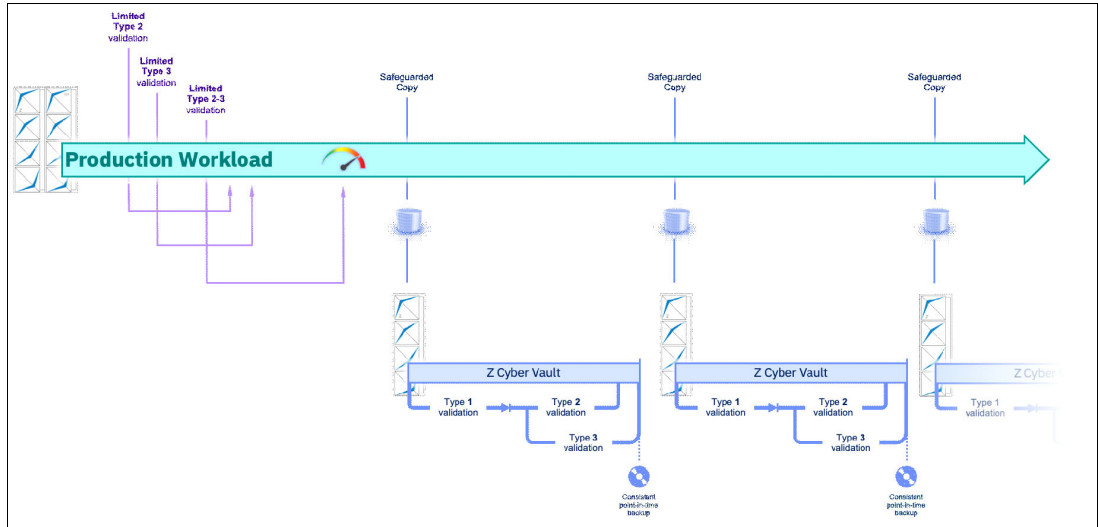 Limited
Type 2
validation
Limited
Type 3
validation
Limited
Type 2-3
validation
Safeguarded
Copy
Safeguarded
Copy
Safeguarded
Copy
Production Workload
Z Cyber Vault
Type 1
validation
Type 2
validation
Type 3
validation
Consistent
point-in-time
backup
Z Cyber Vault
Type 1
validation
Type 2
validation
Type 3
validation
Consistent
point-in-time
backup
Z Cyber
Type 1
validation